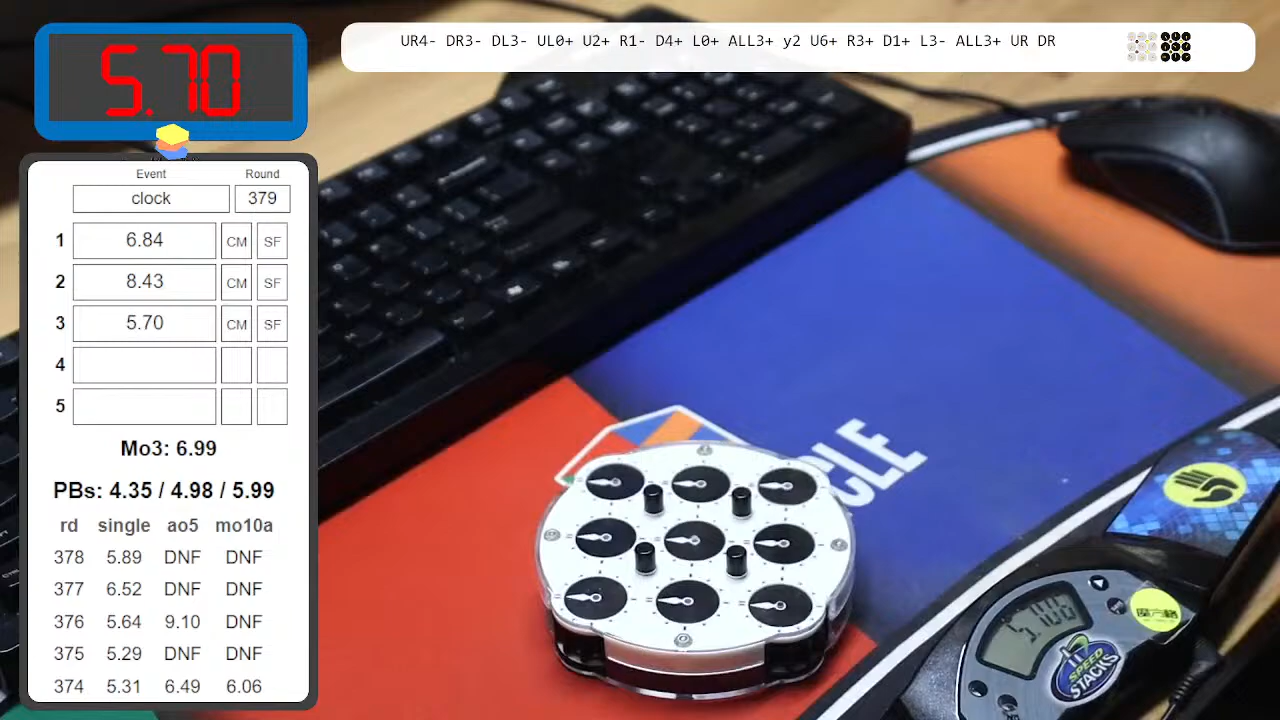 5.70
UR4- DR3- DL3- UL0+ U2+ R1- D4+ L0+ ALL3+ y2 U6+ R3+ D1+ L3- ALL3+ UR DR
Event Round
clock 379
1 6.84 CM SF
2 8.43 CM SF
3 5.70 CM SF
4
5
Mo3: 6.99
PBs: 4.35 / 4.98 / 5.99
rd single ao5 mo10a
378 5.89 DNF DNF
377 6.52 DNF DNF
376 5.64 9.10 DNF
375 5.29 DNF DNF
374 5.31 6.49 6.06
CLE
SPEED
STACKS